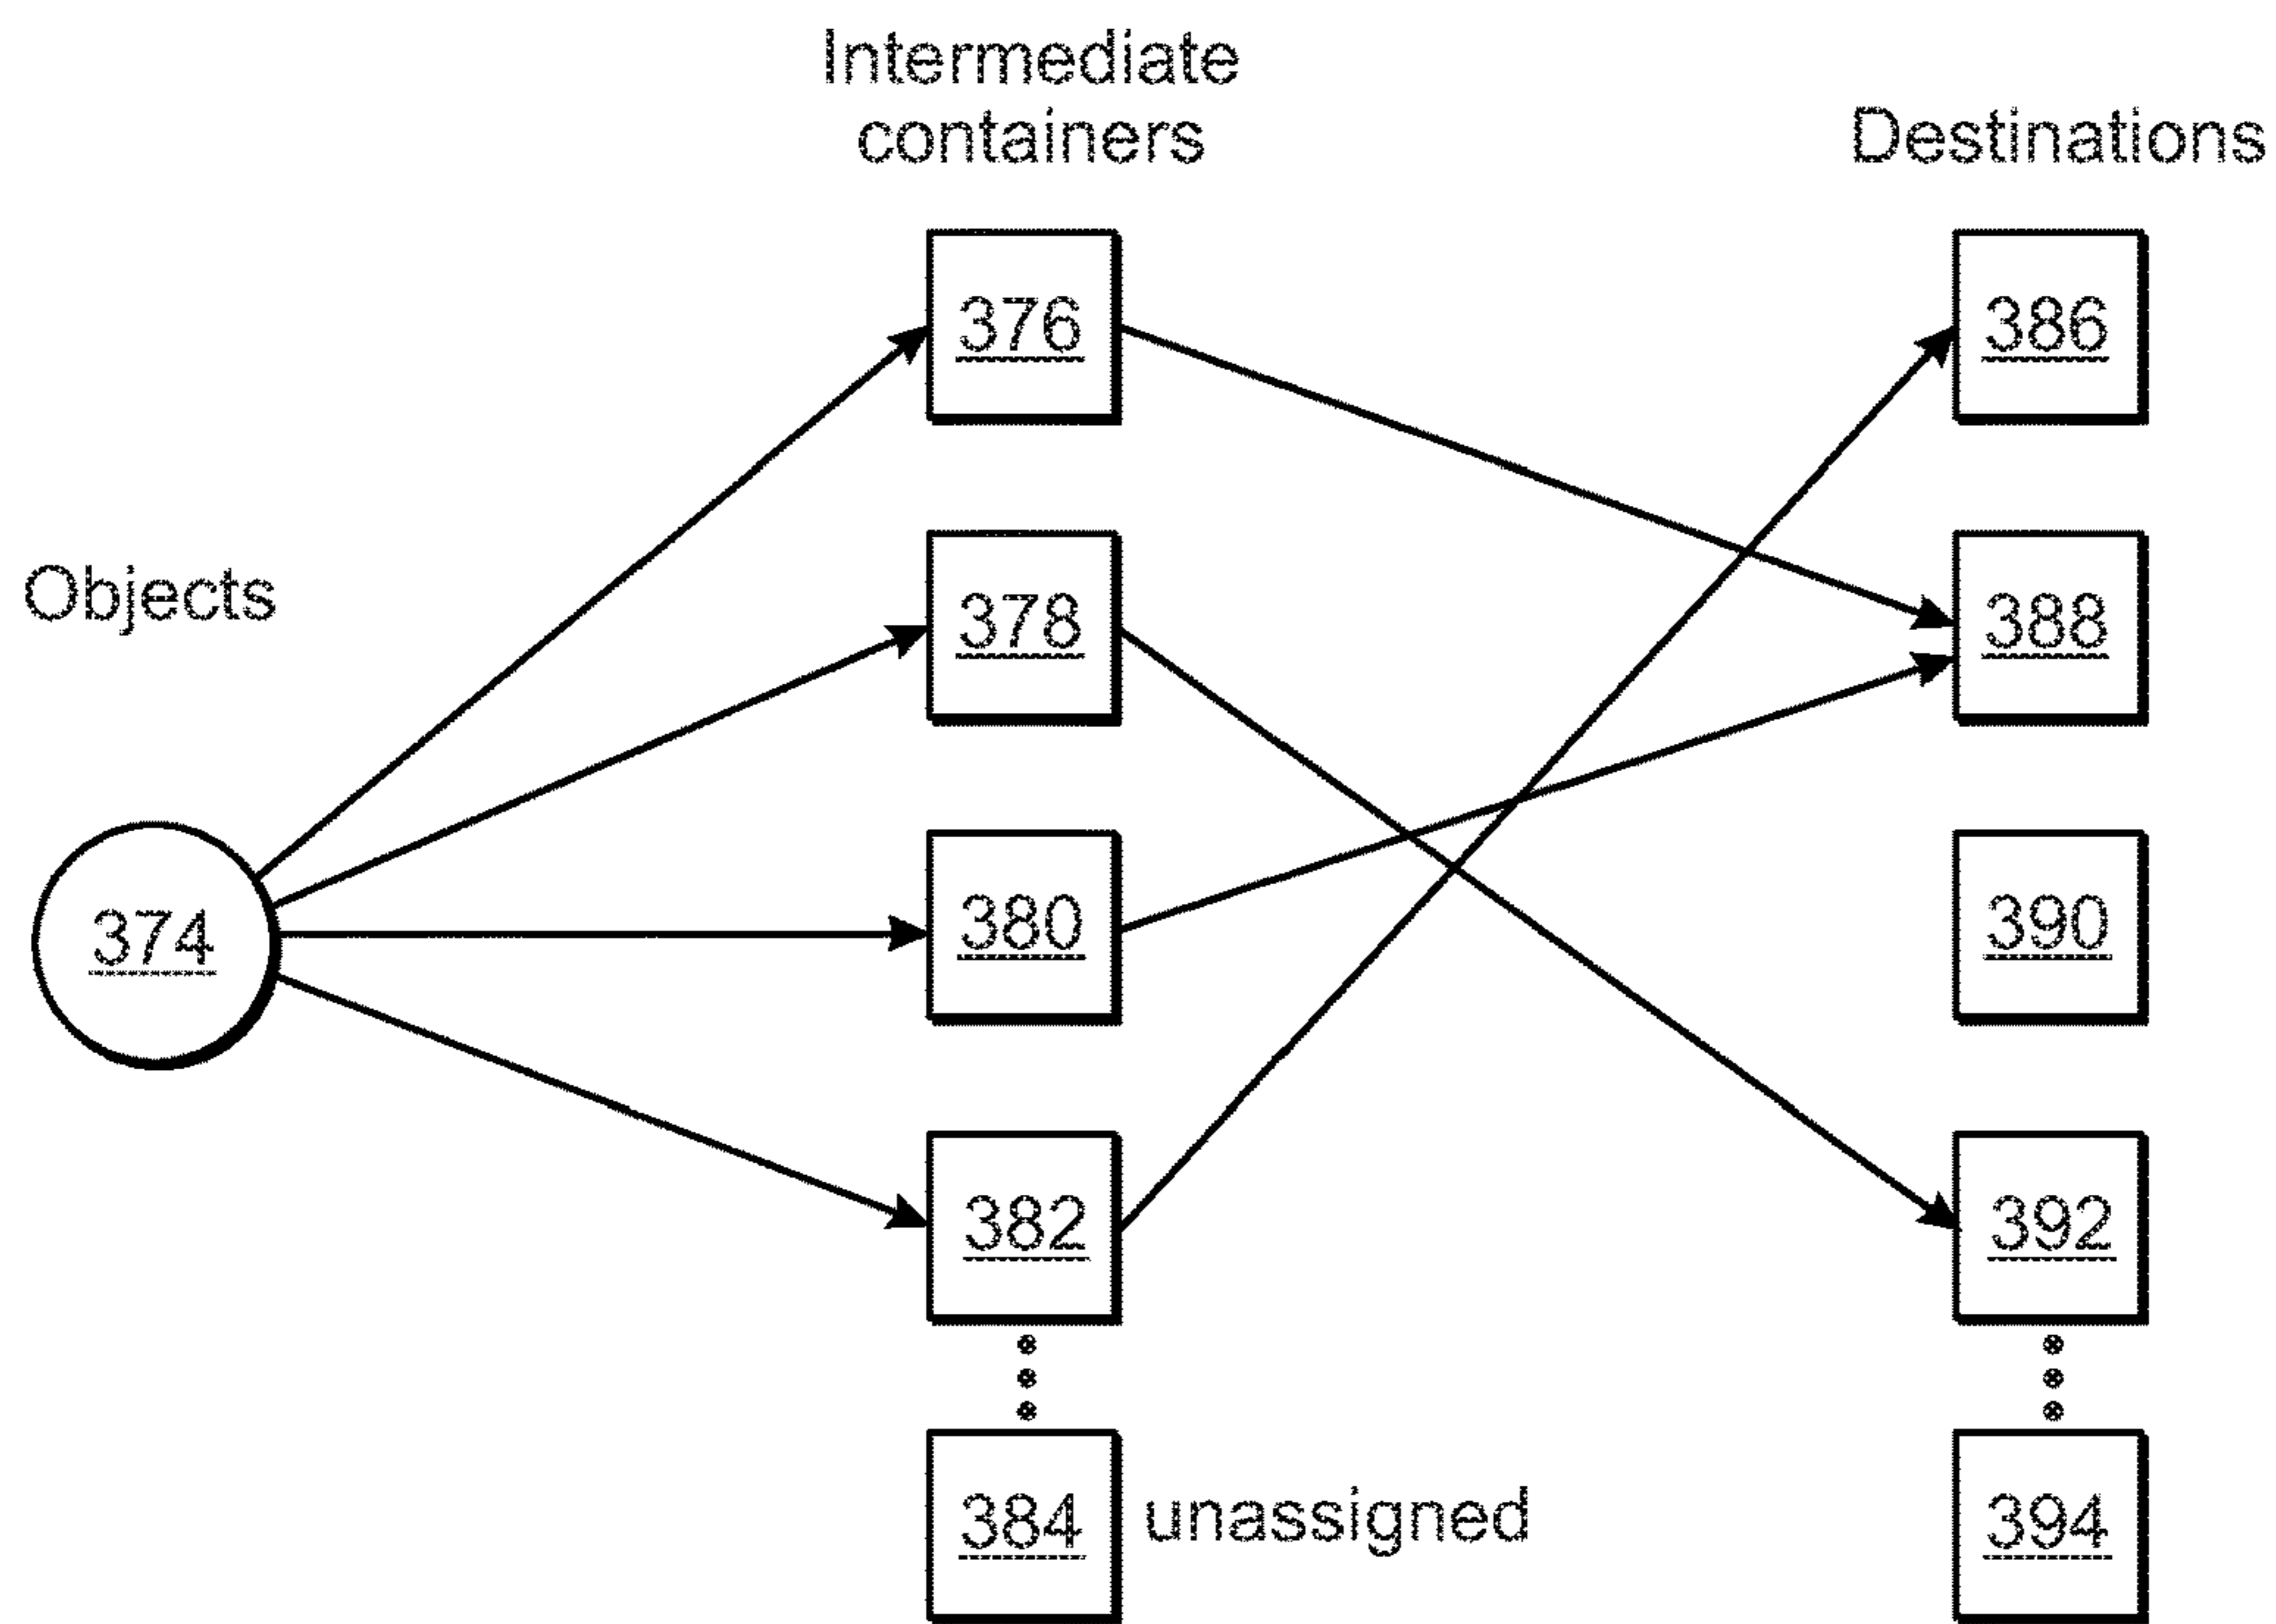 Intermediate
containers
Destinations
376
386
Objects
378
388
374
380
390
382
392
384
unassigned
394